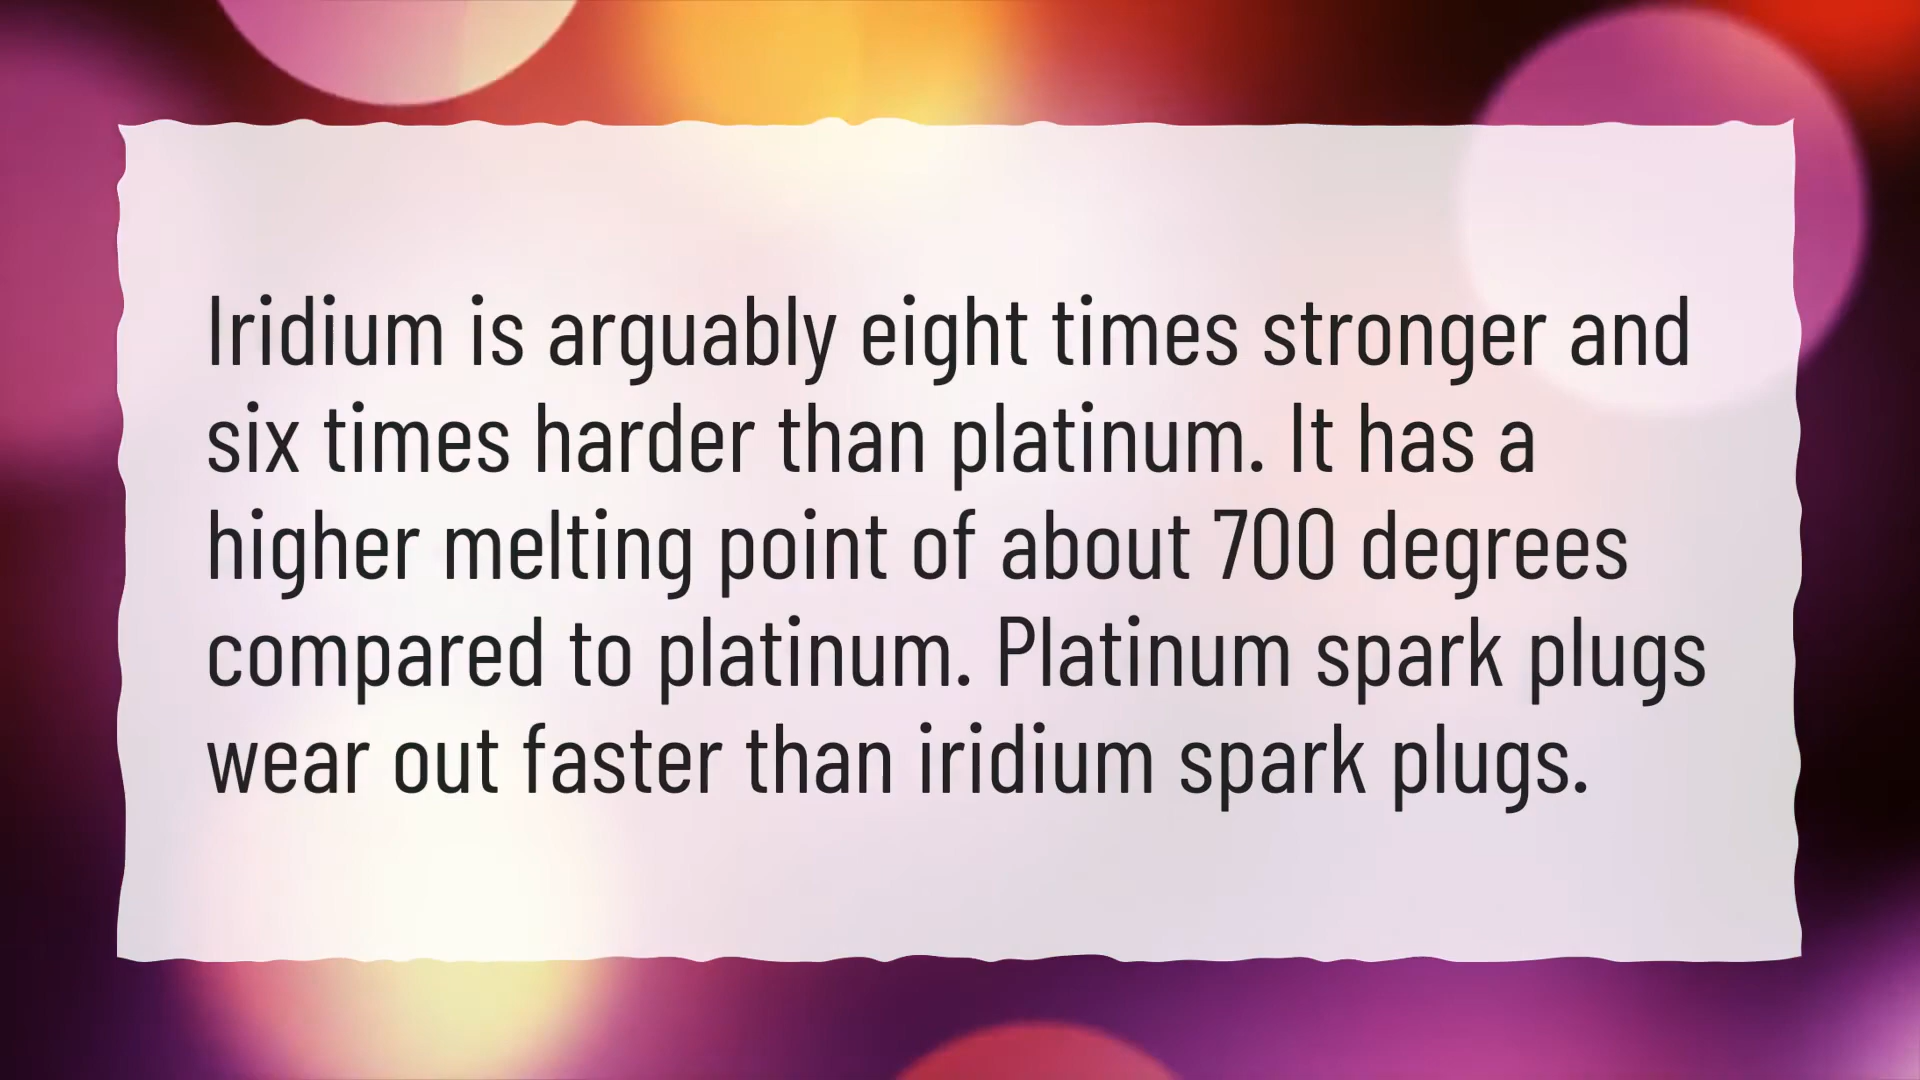 Iridium is arguably eight times stronger and
six times harder than platinum. It has a
higher melting point of about 700 degrees
compared to platinum. Platinum spark plugs
wear out faster than iridium spark plugs.